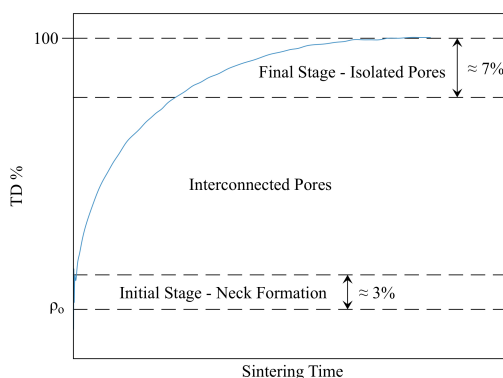 100
Final Stage - Isolated Pores
≈ 7%
TD %
Interconnected Pores
Initial Stage - Neck Formation
≈ 3%
ρₒ
Sintering Time